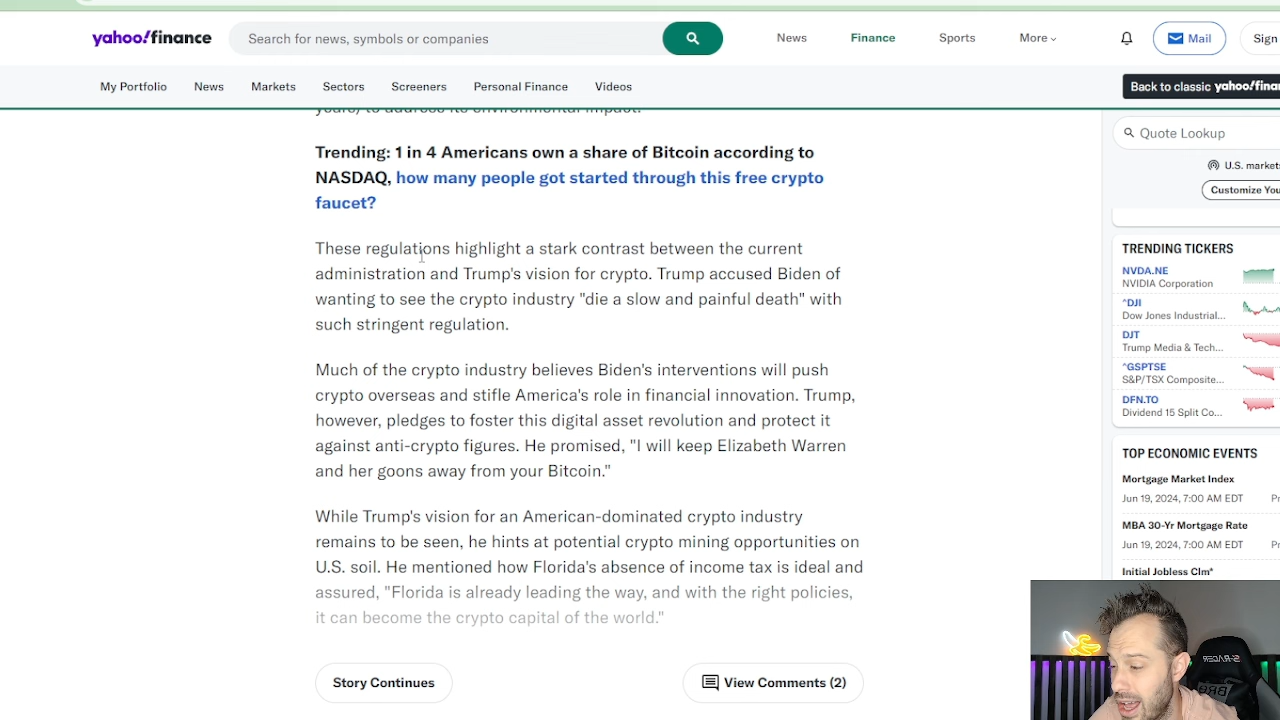 yahoo!finance
Search for news, symbols or companies
News
Finance
Sports
More
Mail
Sign
My Portfolio
News
Markets
Sectors
Screeners
Personal Finance
Videos
Back to classic yahoo!finan
years) to address its environmental impact.
Trending: 1 in 4 Americans own a share of Bitcoin according to
NASDAQ, how many people got started through this free crypto
faucet?
These regulations highlight a stark contrast between the current
administration and Trump's vision for crypto. Trump accused Biden of
wanting to see the crypto industry "die a slow and painful death" with
such stringent regulation.
Much of the crypto industry believes Biden's interventions will push
crypto overseas and stifle America's role in financial innovation. Trump,
however, pledges to foster this digital asset revolution and protect it
against anti-crypto figures. He promised, "I will keep Elizabeth Warren
and her goons away from your Bitcoin."
While Trump's vision for an American-dominated crypto industry
remains to be seen, he hints at potential crypto mining opportunities on
U.S. soil. He mentioned how Florida's absence of income tax is ideal and
assured, "Florida is already leading the way, and with the right policies,
it can become the crypto capital of the world."
Story Continues
View Comments (2)
Quote Lookup
U.S. market
Customize You
TRENDING TICKERS
NVDA.NE
NVIDIA Corporation
^DJI
Dow Jones Industrial...
DJT
Trump Media & Tech...
^GSPTSE
S&P/TSX Composite...
DFN.TO
Dividend 15 Split Co...
TOP ECONOMIC EVENTS
Mortgage Market Index
Jun 19, 2024, 7:00 AM EDT Pr
MBA 30-Yr Mortgage Rate
Jun 19, 2024, 7:00 AM EDT Pr
Initial Jobless Clm*